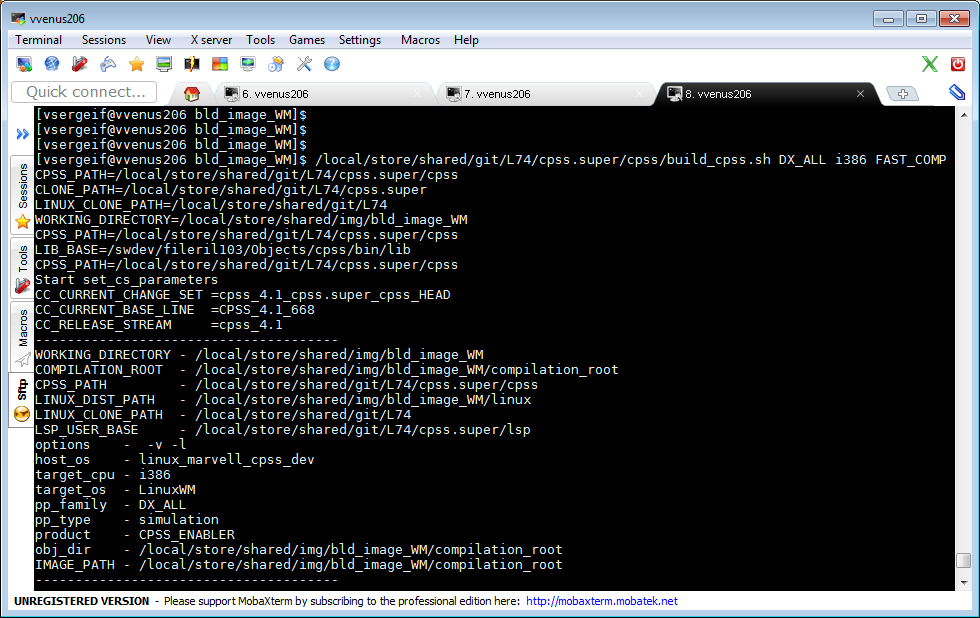 vvenus206
Terminal Sessions View X server Tools Games Settings Macros Help
Quick connect...
6. vvenus206
7. vvenus206
8. vvenus206
Sessions
Tools
Macros
Sftp
[vsergeif@vvenus206 bld_image_WM]$
[vsergeif@vvenus206 bld_image_WM]$
[vsergeif@vvenus206 bld_image_WM]$
[vsergeif@vvenus206 bld_image_WM]$ /local/store/shared/git/L74/cpss.super/cpss/build_cpss.sh DX_ALL i386 FAST_COMP
CPSS_PATH=/local/store/shared/git/L74/cpss.super/cpss
CLONE_PATH=/local/store/shared/git/L74/cpss.super
LINUX_CLONE_PATH=/local/store/shared/git/L74
WORKING_DIRECTORY=/local/store/shared/img/bld_image_WM
CPSS_PATH=/local/store/shared/git/L74/cpss.super/cpss
LIB_BASE=/swdev/fileril103/Objects/cpss/bin/lib
CPSS_PATH=/local/store/shared/git/L74/cpss.super/cpss
Start set_cs_parameters
CC_CURRENT_CHANGE_SET =cpss_4.1_cpss.super_cpss_HEAD
CC_CURRENT_BASE_LINE  =CPSS_4.1_668
CC_RELEASE_STREAM     =cpss_4.1
--------------------------------------
WORKING_DIRECTORY - /local/store/shared/img/bld_image_WM
COMPILATION_ROOT  - /local/store/shared/img/bld_image_WM/compilation_root
CPSS_PATH         - /local/store/shared/git/L74/cpss.super/cpss
LINUX_DIST_PATH   - /local/store/shared/img/bld_image_WM/linux
LINUX_CLONE_PATH  - /local/store/shared/git/L74
LSP_USER_BASE     - /local/store/shared/git/L74/cpss.super/lsp
options    -  -v -l
host_os    - linux_marvell_cpss_dev
target_cpu - i386
target_os  - LinuxWM
pp_family  - DX_ALL
pp_type    - simulation
product    - CPSS_ENABLER
obj_dir    - /local/store/shared/img/bld_image_WM/compilation_root
IMAGE_PATH - /local/store/shared/img/bld_image_WM/compilation_root
--------------------------------------
UNREGISTERED VERSION - Please support MobaXterm by subscribing to the professional edition here: http://mobaxterm.mobatek.net